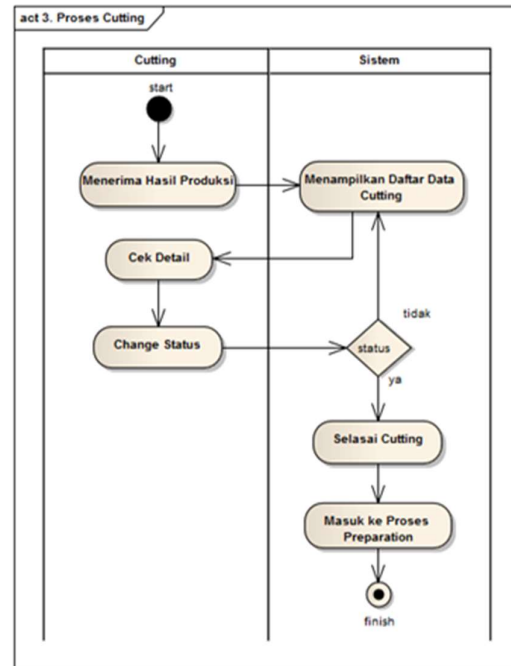 act 3. Proses Cutting
Cutting
Sistem
start
Menerima Hasil Produksi
Menampilkan Daftar Data
Cutting
Cek Detail
Change Status
tidak
status
ya
Selasai Cutting
Masuk ke Proses
Preparation
finish